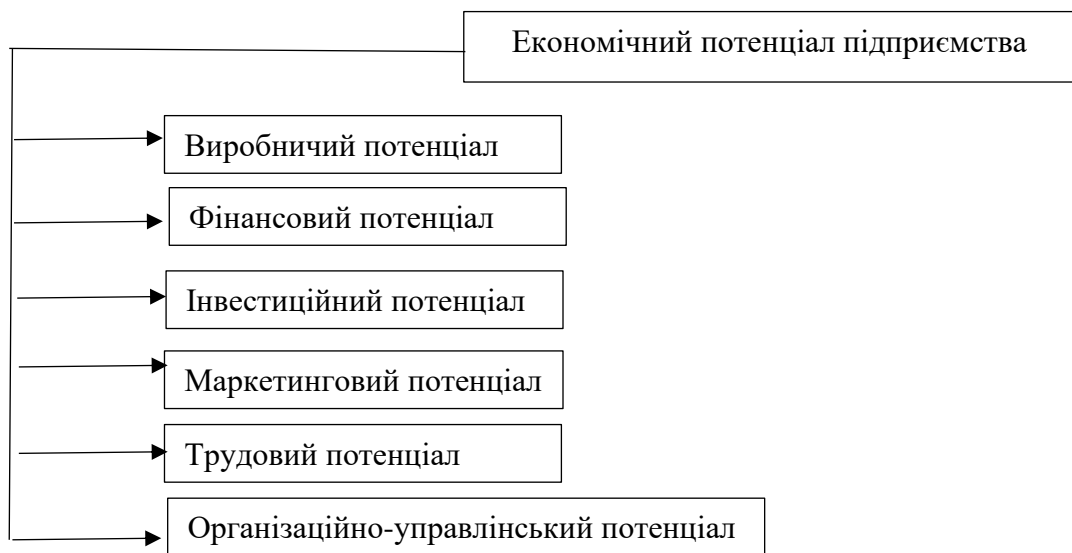 Економічний потенціал підприємства
Виробничий потенціал
Фінансовий потенціал
Інвестиційний потенціал
Маркетинговий потенціал
Трудовий потенціал
Організаційно-управлінський потенціал